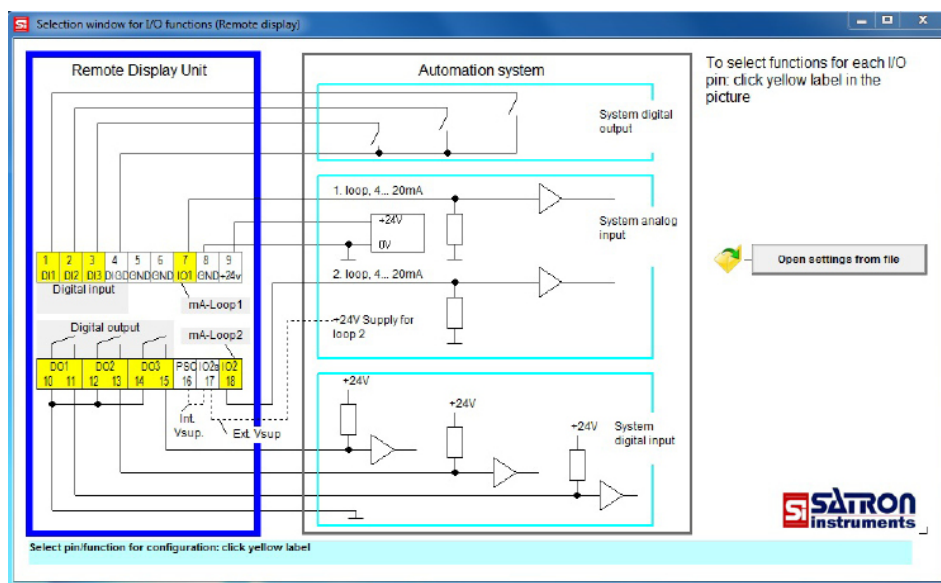 Selection window for I/O functions (Remote display)
Remote Display Unit
Automation system
To select functions for each I/O
pin: click yellow label in the
picture
System digital
output
1. loop, 4... 20mA
+24V
0V
System analog
input
2. loop, 4... 20mA
+24V Supply for
loop 2
1 2 3 4 5 6 7 8 9
DI1 DI2 DI3 DIGD GND GND IO1 GND +24v
Digital input
mA-Loop1
Digital output
mA-Loop2
DO1 DO2 DO3 PSO IO2s IO2
10 11 12 13 14 15 16 17 18
Int.
Vsup.
Ext. Vsup
+24V
+24V
+24V
System
digital input
Open settings from file
Si SATRON
instruments
Select pin/function for configuration: click yellow label